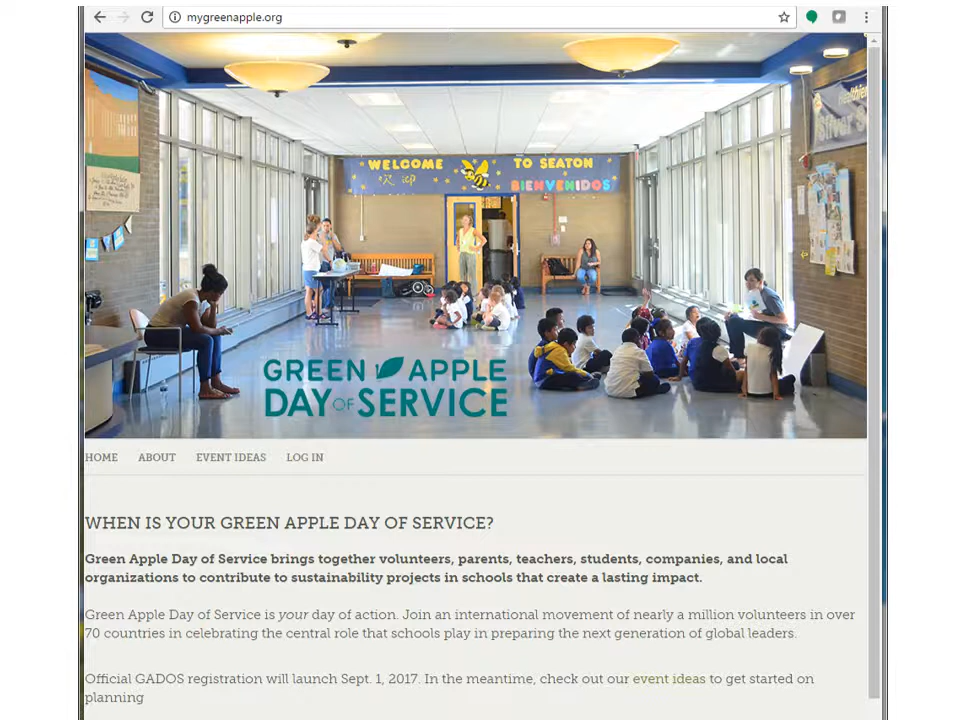 mygreenapple.org
WELCOME TO SEATON
BIENVENIDOS
GREEN APPLE
DAY OF SERVICE
HOME ABOUT EVENT IDEAS LOG IN
WHEN IS YOUR GREEN APPLE DAY OF SERVICE?
Green Apple Day of Service brings together volunteers, parents, teachers, students, companies, and local
organizations to contribute to sustainability projects in schools that create a lasting impact.
Green Apple Day of Service is your day of action. Join an international movement of nearly a million volunteers in over
70 countries in celebrating the central role that schools play in preparing the next generation of global leaders.
Official GADOS registration will launch Sept. 1, 2017. In the meantime, check out our event ideas to get started on
planning